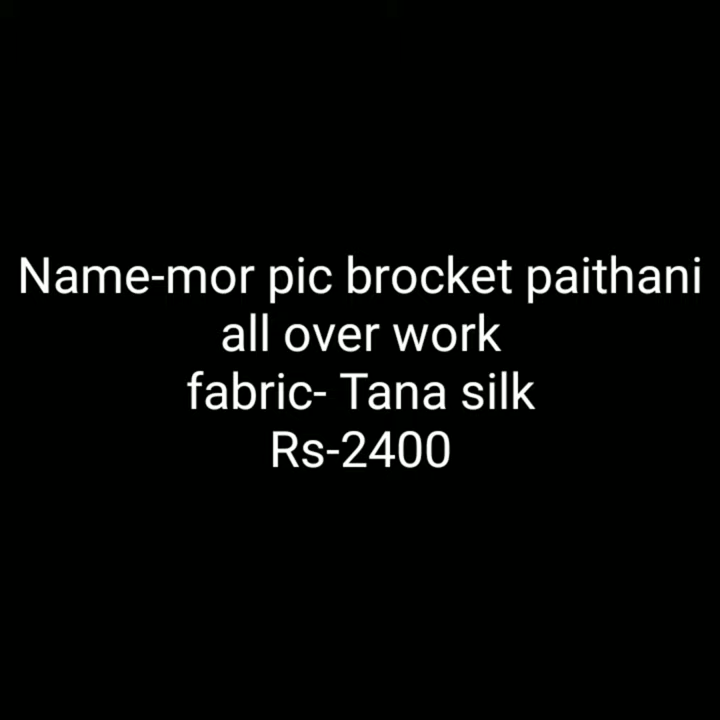 Name-mor pic brocket paithani
all over work
fabric- Tana silk
Rs-2400